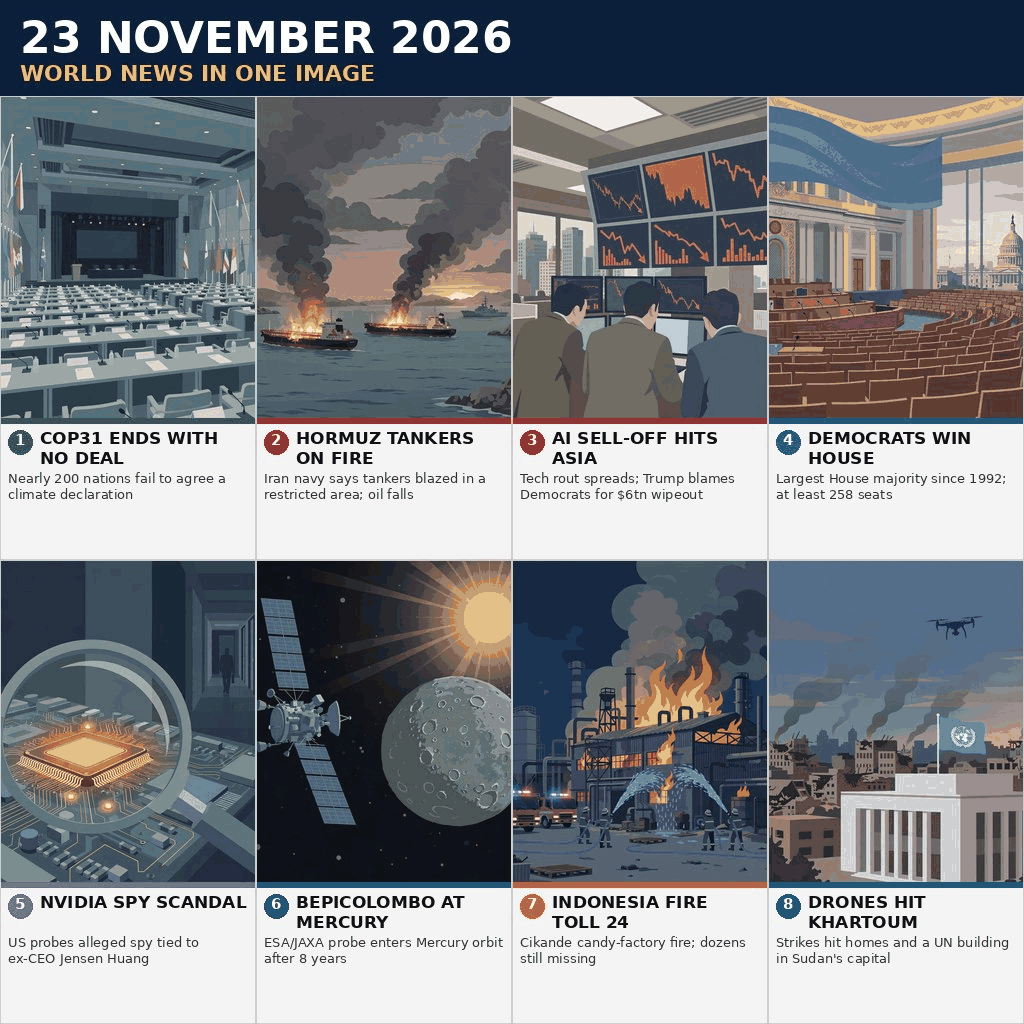 23 NOVEMBER 2026
WORLD NEWS IN ONE IMAGE
1 COP31 ENDS WITH
NO DEAL
Nearly 200 nations fail to agree a
climate declaration
2 HORMUZ TANKERS
ON FIRE
Iran navy says tankers blazed in a
restricted area; oil falls
3 AI SELL-OFF HITS
ASIA
Tech rout spreads; Trump blames
Democrats for $6tn wipeout
4 DEMOCRATS WIN
HOUSE
Largest House majority since 1992;
at least 258 seats
5 NVIDIA SPY SCANDAL
US probes alleged spy tied to
ex-CEO Jensen Huang
6 BEPICOLOMBO AT
MERCURY
ESA/JAXA probe enters Mercury orbit
after 8 years
7 INDONESIA FIRE
TOLL 24
Cikande candy-factory fire; dozens
still missing
8 DRONES HIT
KHARTOUM
Strikes hit homes and a UN building
in Sudan's capital